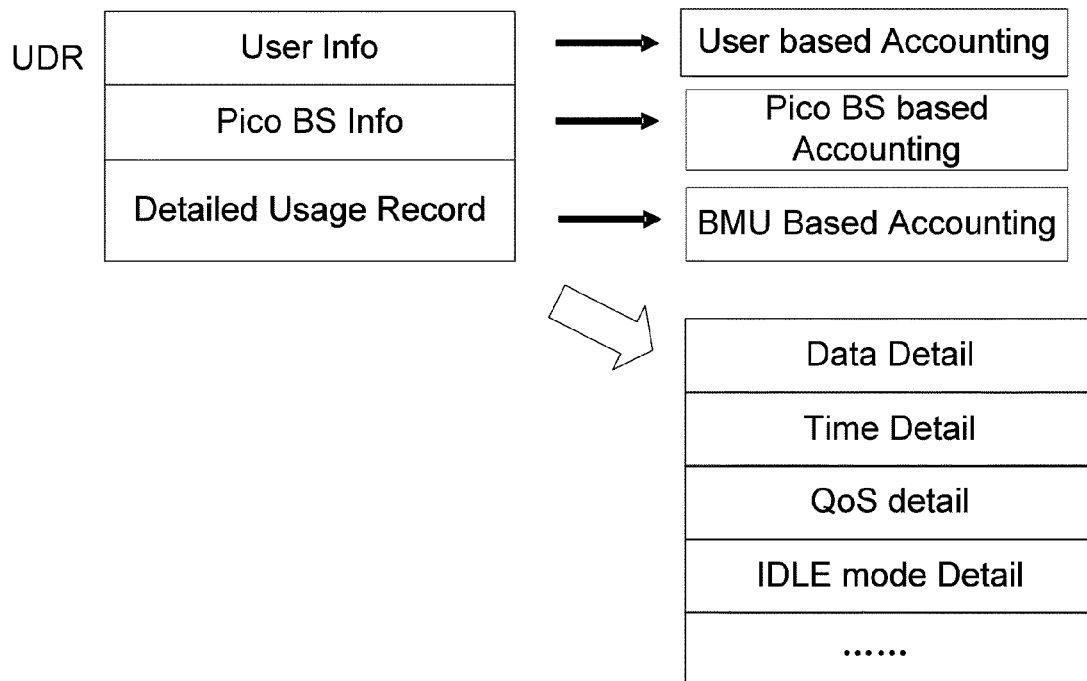 UDR
User Info
User based Accounting
Pico BS Info
Pico BS based
Accounting
Detailed Usage Record
BMU Based Accounting
Data Detail
Time Detail
QoS detail
IDLE mode Detail
......